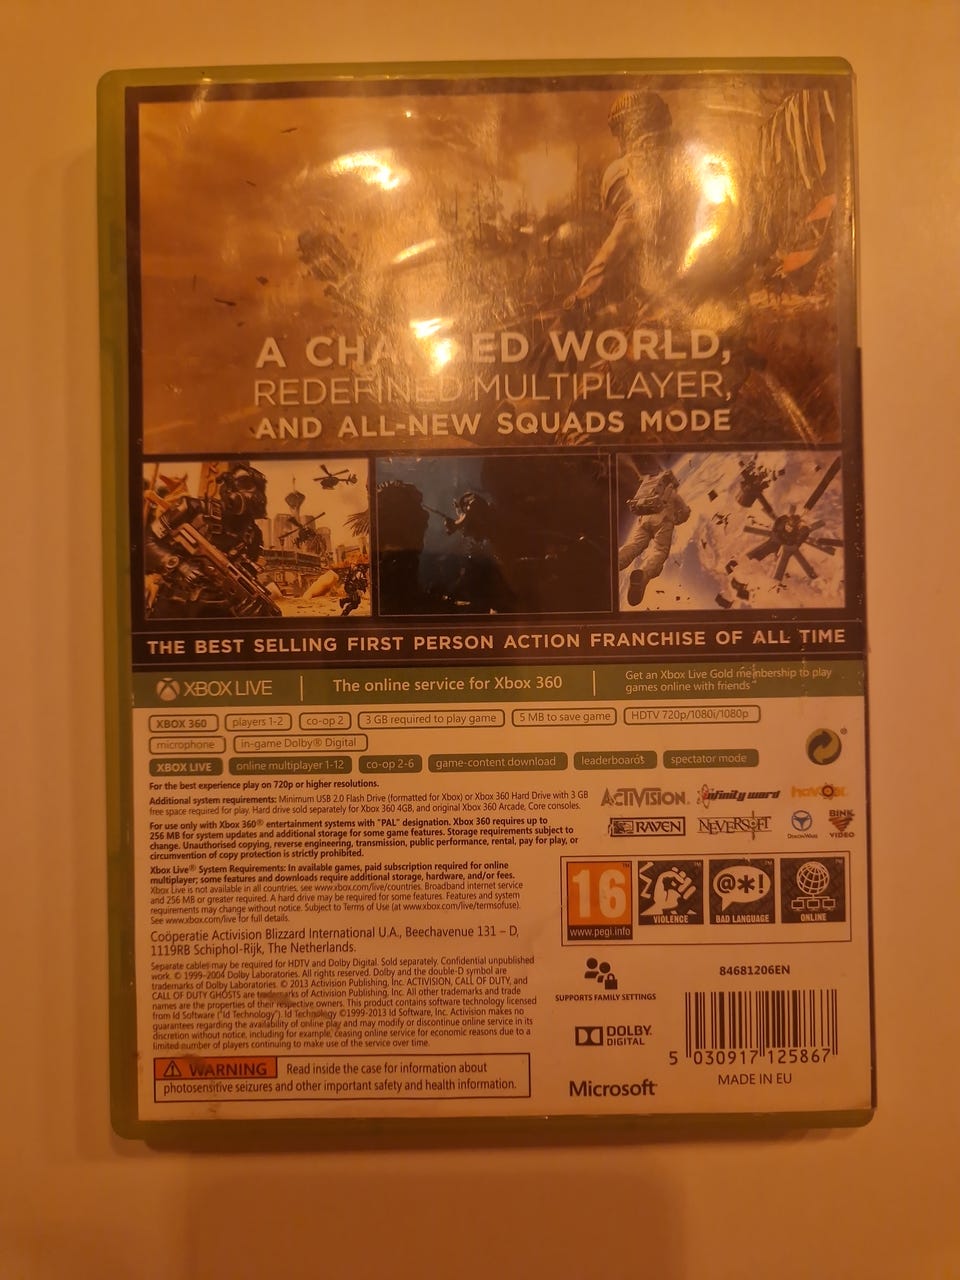 A CHANGED WORLD,
REDEFINED MULTIPLAYER,
AND ALL-NEW SQUADS MODE
THE BEST SELLING FIRST PERSON ACTION FRANCHISE OF ALL TIME
XBOX LIVE
The online service for Xbox 360
Get an Xbox Live Gold membership to play
games online with friends
XBOX 360 players 1-2 co-op 2 3 GB required to play game 5 MB to save game HDTV 720p/1080i/1080p
microphone in-game Dolby® Digital
XBOX LIVE online multiplayer 1-12 co-op 2-6 game-content download leaderboards spectator mode
For the best experience play on 720p or higher resolutions.
Additional system requirements: Minimum USB 2.0 Flash Drive (formatted for Xbox) or Xbox 360 Hard Drive with 3 GB
free space required for play. Hard drive sold separately for Xbox 360 4GB, and original Xbox 360 Arcade, Core consoles.
For use only with Xbox 360® entertainment systems with "PAL" designation. Xbox 360 requires up to
256 MB for system updates and additional storage for some game features. Storage requirements subject to
change. Unauthorised copying, reverse engineering, transmission, public performance, rental, pay for play, or
circumvention of copy protection is strictly prohibited.
Xbox Live® System Requirements: In available games, paid subscription required for online
multiplayer; some features and downloads require additional storage, hardware, and/or fees.
Xbox Live is not available in all countries, see www.xbox.com/live/countries. Broadband internet service
and 256 MB or greater required. A hard drive may be required for some features. Features and system
requirements may change without notice. Subject to Terms of Use (at www.xbox.com/live/termsofuse).
See www.xbox.com/live for full details.
Coöperatie Activision Blizzard International U.A., Beechavenue 131 – D,
1119RB Schiphol-Rijk, The Netherlands.
Separate cables may be required for HDTV and Dolby Digital. Sold separately. Confidential unpublished
work. © 1999-2004 Dolby Laboratories. All rights reserved. Dolby and the double-D symbol are
trademarks of Dolby Laboratories. © 2013 Activision Publishing, Inc. ACTIVISION, CALL OF DUTY, and
CALL OF DUTY GHOSTS are trademarks of Activision Publishing, Inc. All other trademarks and trade
names are the properties of their respective owners. This product contains software technology licensed
from Id Software ("Id Technology"). Id Technology ©1999-2013 Id Software, Inc. Activision makes no
guarantees regarding the availability of online play and may modify or discontinue online service in its
discretion without notice, including for example, ceasing online service for economic reasons due to a
limited number of players continuing to make use of the service over time.
WARNING Read inside the case for information about
photosensitive seizures and other important safety and health information.
ACTIVISION. infinity ward havok
RAVEN NEVERSOFT DEMONWARE BINK VIDEO
16
www.pegi.info
VIOLENCE
@*!
BAD LANGUAGE
ONLINE
SUPPORTS FAMILY SETTINGS
DOLBY
DIGITAL
Microsoft
84681206EN
5 030917 125867
MADE IN EU